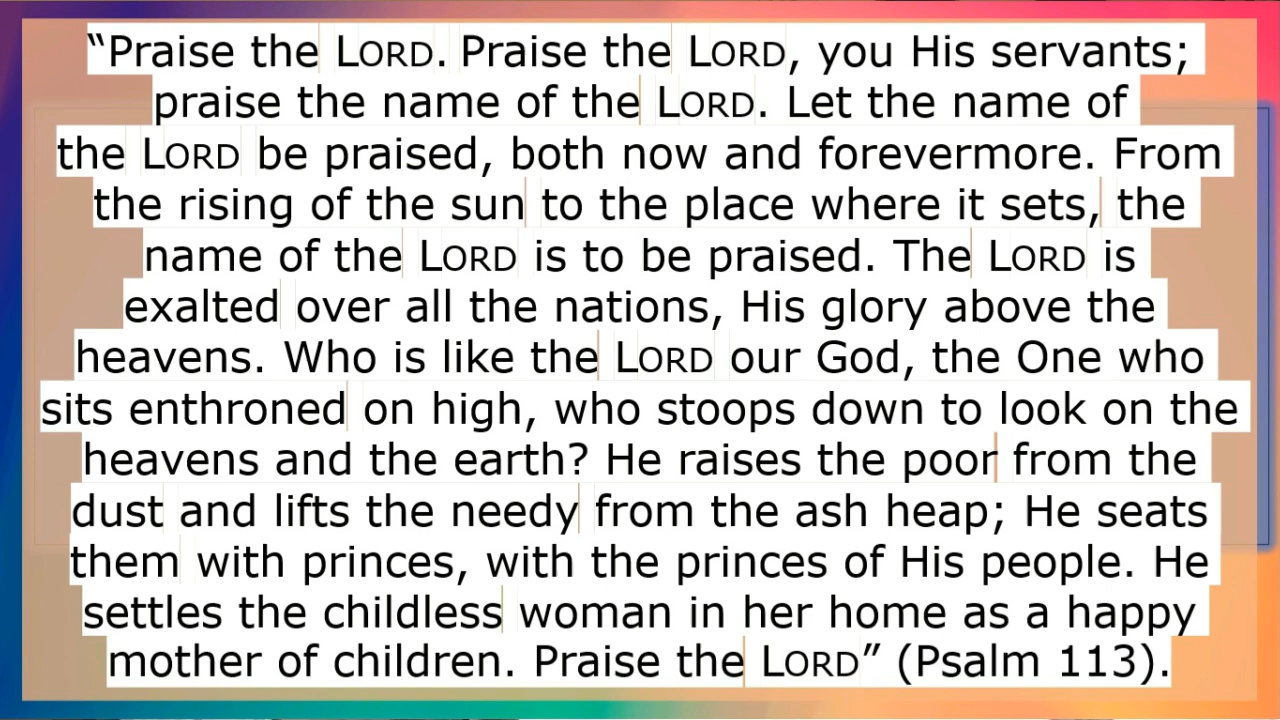 “Praise the LORD. Praise the LORD, you His servants;
praise the name of the LORD. Let the name of
the LORD be praised, both now and forevermore. From
the rising of the sun to the place where it sets, the
name of the LORD is to be praised. The LORD is
exalted over all the nations, His glory above the
heavens. Who is like the LORD our God, the One who
sits enthroned on high, who stoops down to look on the
heavens and the earth? He raises the poor from the
dust and lifts the needy from the ash heap; He seats
them with princes, with the princes of His people. He
settles the childless woman in her home as a happy
mother of children. Praise the LORD” (Psalm 113).